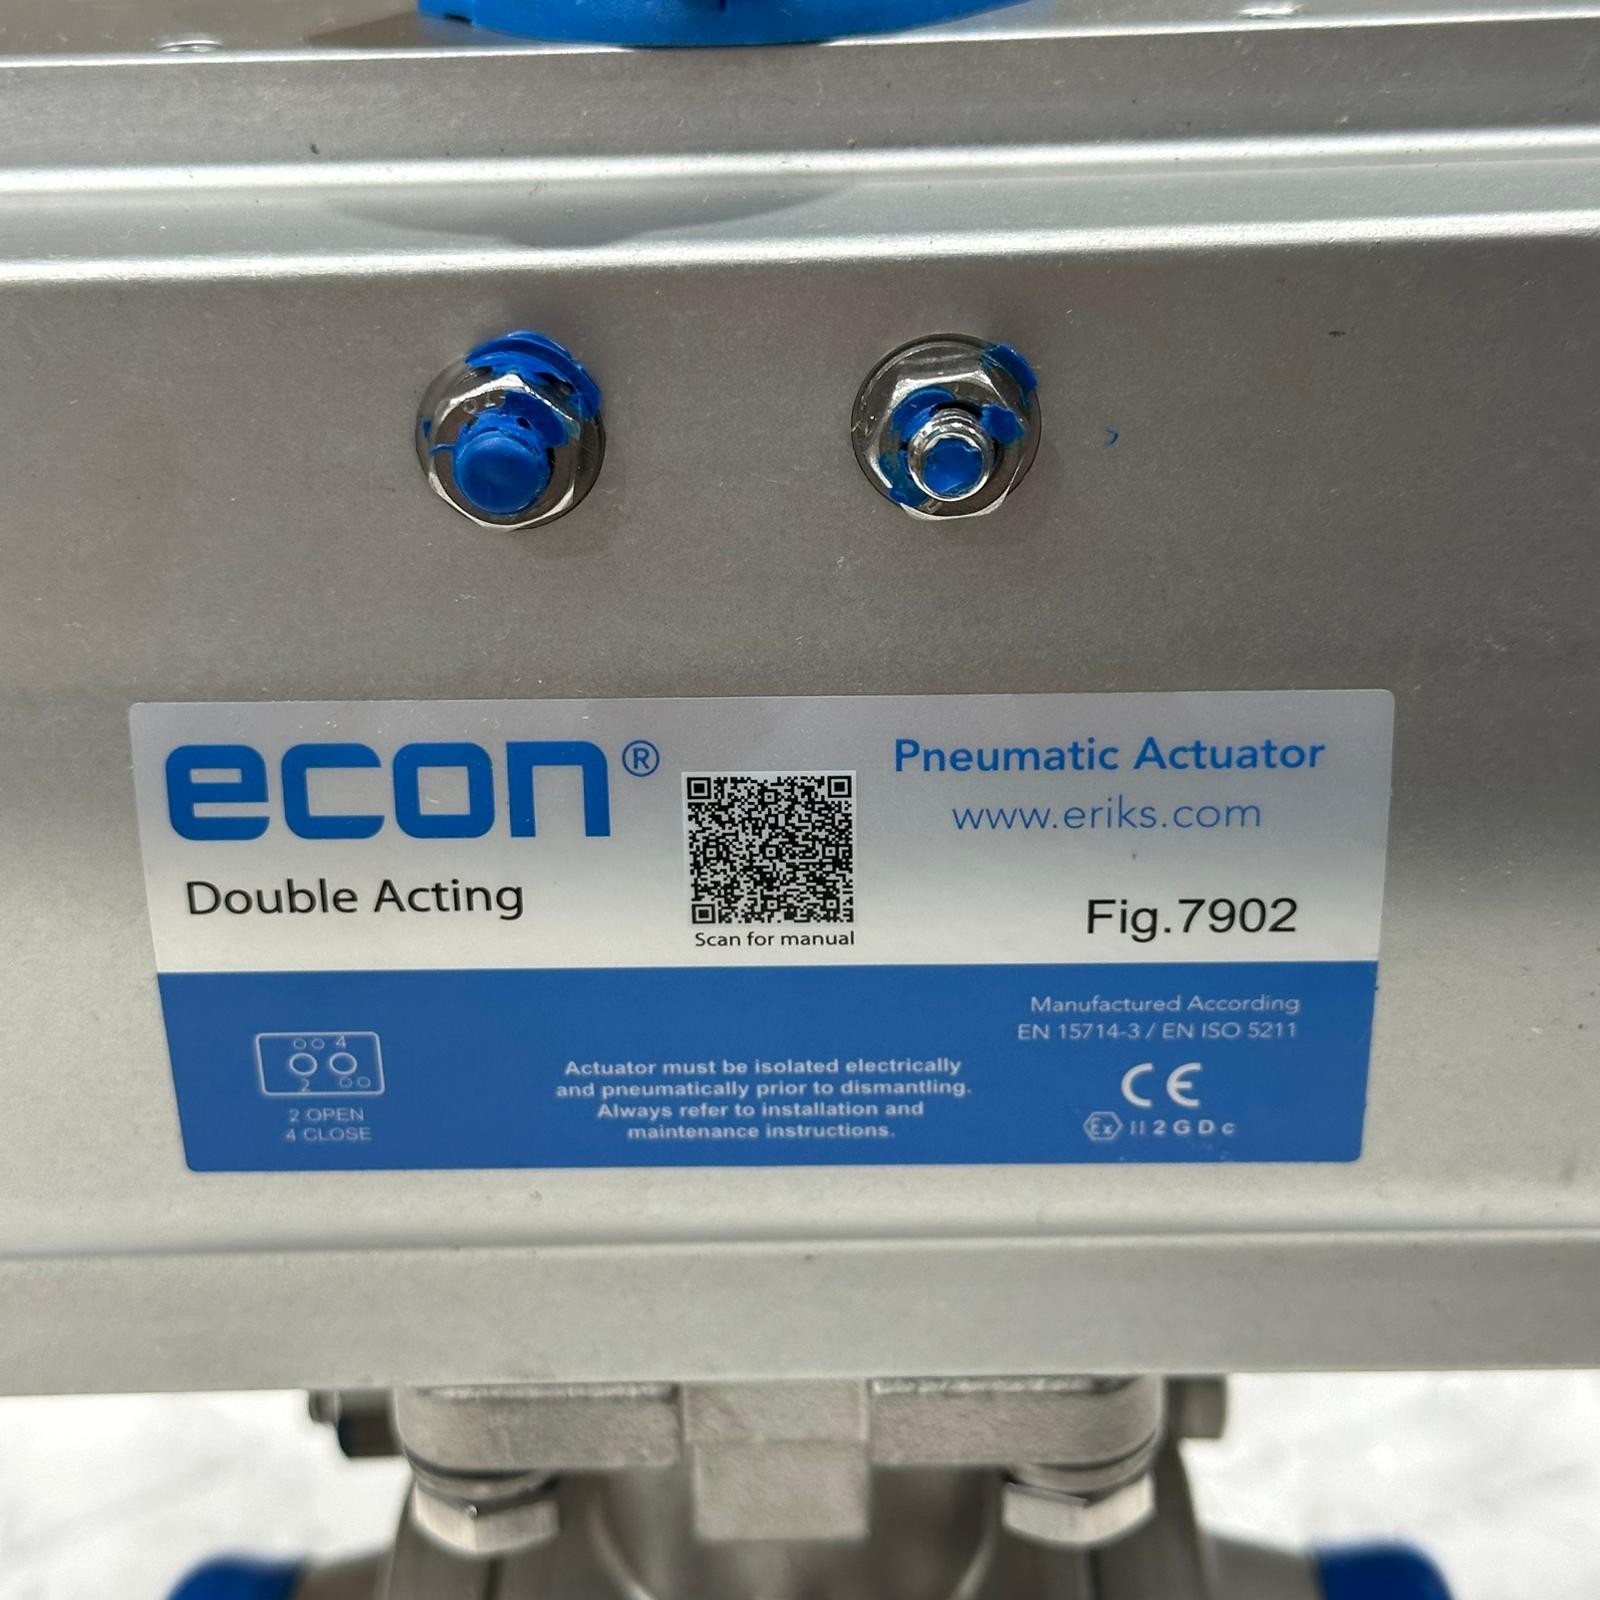 econ®
Double Acting
Scan for manual
Pneumatic Actuator
www.eriks.com
Fig.7902
4
2
2 OPEN
4 CLOSE
Actuator must be isolated electrically
and pneumatically prior to dismantling.
Always refer to installation and
maintenance instructions.
Manufactured According
EN 15714-3 / EN ISO 5211
CE
Ex II 2 G D c